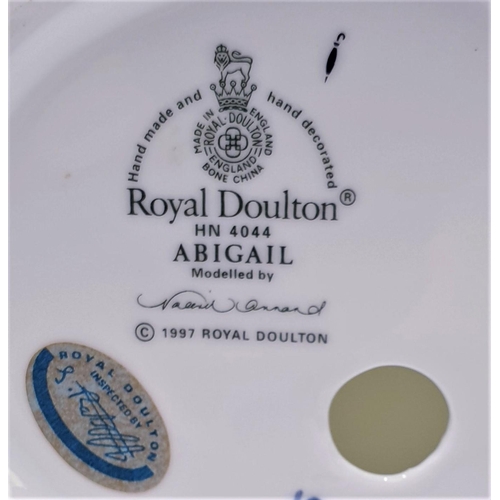 Hand made and hand decorated
MADE IN ENGLAND
ROYAL · DOULTON
ENGLAND
BONE CHINA
Royal Doulton®
HN 4044
ABIGAIL
Modelled by
© 1997 ROYAL DOULTON
ROYAL DOULTON
INSPECTED BY